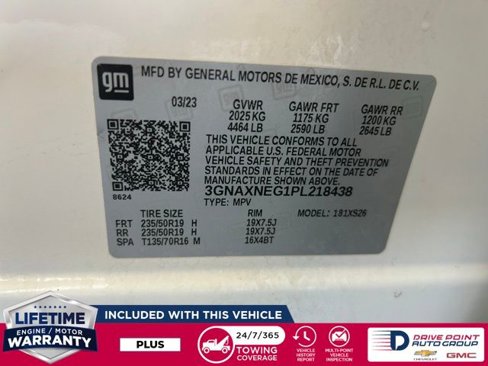 gm
MFD BY GENERAL MOTORS DE MEXICO, S. DE R.L. DE C.V.
03/23 GVWR GAWR FRT GAWR RR
2025 KG 1175 KG 1200 KG
4464 LB 2590 LB 2645 LB
THIS VEHICLE CONFORMS TO ALL
APPLICABLE U.S. FEDERAL MOTOR
VEHICLE SAFETY AND THEFT PREVENTION
STANDARDS IN EFFECT ON THE DATE OF
MANUFACTURE SHOWN ABOVE.
3GNAXNEG1PL218438
8624 TYPE: MPV
TIRE SIZE RIM MODEL: 181XS26
FRT 235/50R19 H 19X7.5J
RR 235/50R19 H 19X7.5J
SPA T135/70R16 M 16X4BT
LIFETIME
ENGINE / MOTOR
WARRANTY
INCLUDED WITH THIS VEHICLE
PLUS
24/7/365
TOWING
COVERAGE
VEHICLE
HISTORY
REPORT
MULTI-POINT
VEHICLE
INSPECTION
D DRIVE POINT
AUTO GROUP
CHEVROLET GMC